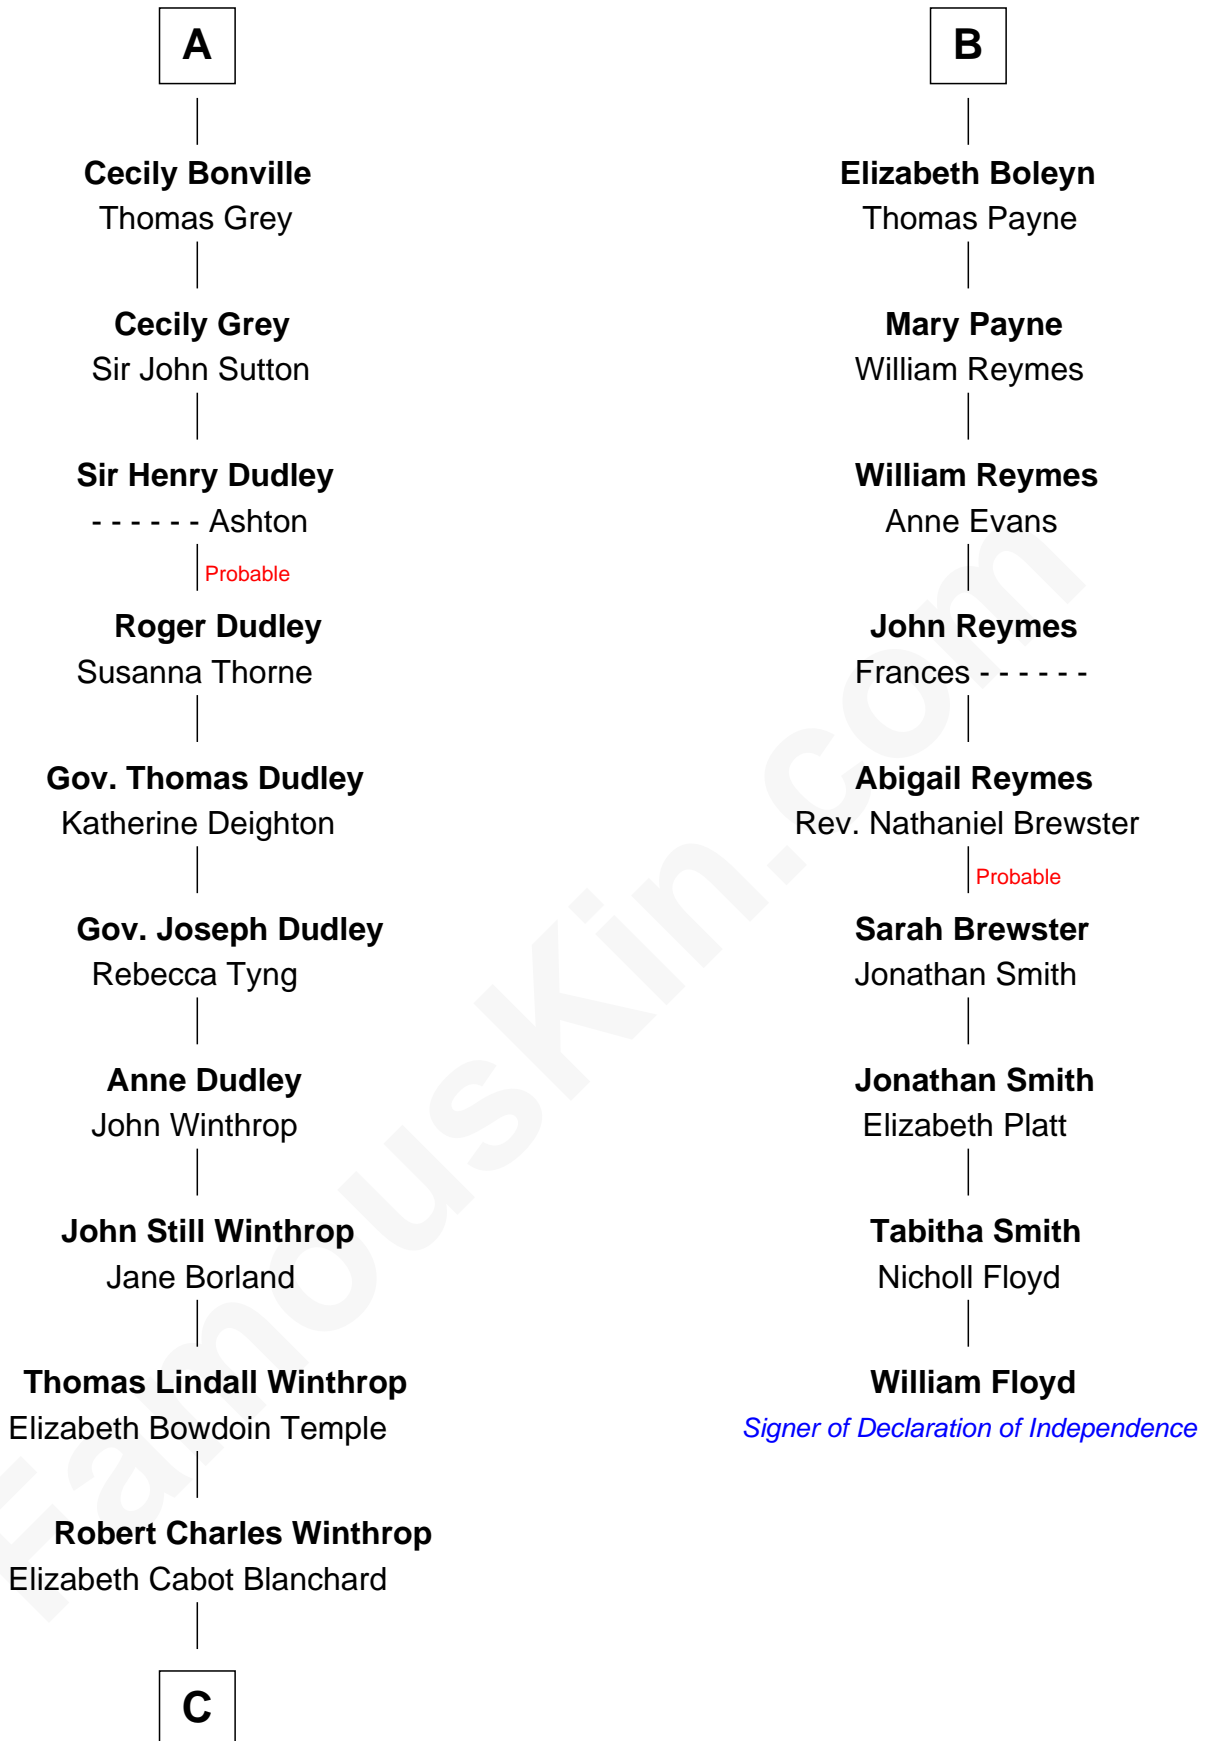 A
Cecily Bonville
Thomas Grey
Cecily Grey
Sir John Sutton
Sir Henry Dudley
- - - - - - Ashton
Probable
Roger Dudley
Susanna Thorne
Gov. Thomas Dudley
Katherine Deighton
Gov. Joseph Dudley
Rebecca Tyng
Anne Dudley
John Winthrop
John Still Winthrop
Jane Borland
Thomas Lindall Winthrop
Elizabeth Bowdoin Temple
Robert Charles Winthrop
Elizabeth Cabot Blanchard
C
B
Elizabeth Boleyn
Thomas Payne
Mary Payne
William Reymes
William Reymes
Anne Evans
John Reymes
Frances - - - - - -
Abigail Reymes
Rev. Nathaniel Brewster
Probable
Sarah Brewster
Jonathan Smith
Jonathan Smith
Elizabeth Platt
Tabitha Smith
Nicholl Floyd
William Floyd
Signer of Declaration of Independence
FamousKin.com